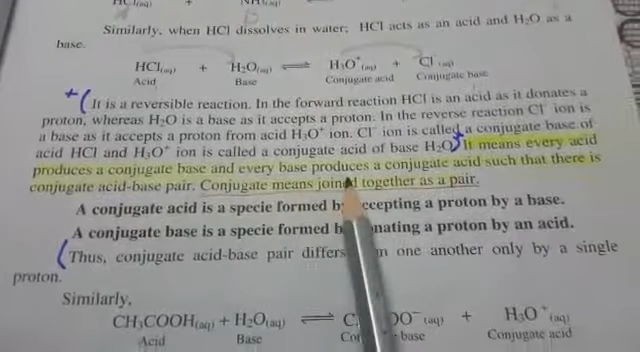 HCl(aq) + NH3(aq)
Similarly, when HCl dissolves in water; HCl acts as an acid and H2O as a
base.
HCl(aq) + H2O(aq) ⇌ H3O+(aq) + Cl-(aq)
Acid Base Conjugate acid Conjugate base
It is a reversible reaction. In the forward reaction HCl is an acid as it donates a
proton, whereas H2O is a base as it accepts a proton. In the reverse reaction Cl- ion is
a base as it accepts a proton from acid H3O+ ion. Cl- ion is called a conjugate base of
acid HCl and H3O+ ion is called a conjugate acid of base H2O. It means every acid
produces a conjugate base and every base produces a conjugate acid such that there is
conjugate acid-base pair. Conjugate means joined together as a pair.
A conjugate acid is a specie formed by accepting a proton by a base.
A conjugate base is a specie formed by donating a proton by an acid.
Thus, conjugate acid-base pair differs from one another only by a single
proton.
Similarly,
CH3COOH(aq) + H2O(aq) ⇌ CH3COO-(aq) + H3O+(aq)
Acid Base Conjugate base Conjugate acid